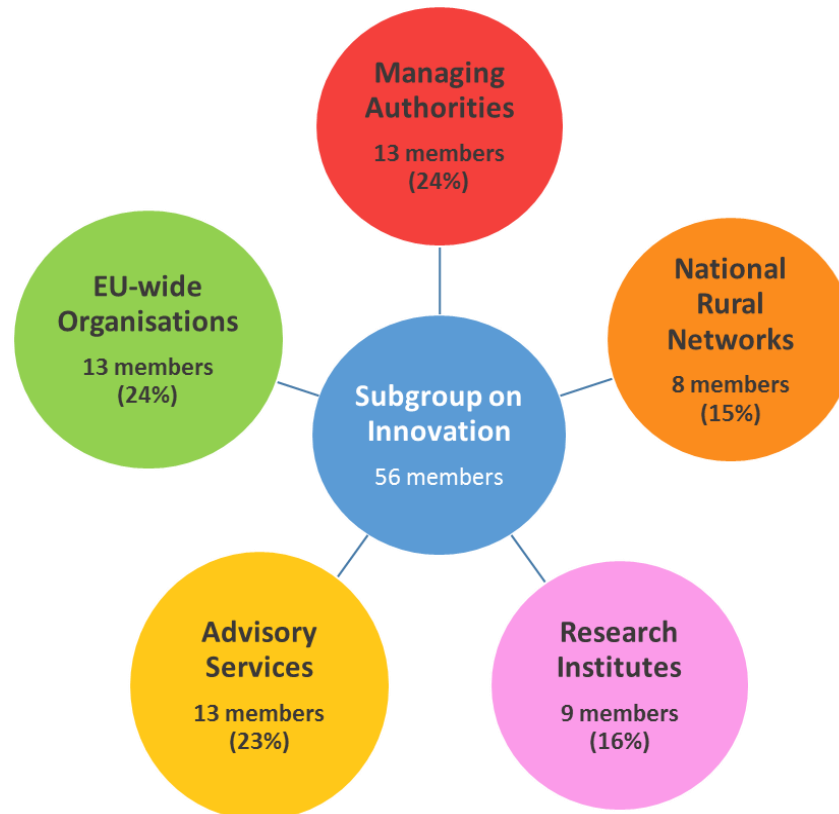 Managing
Authorities
13 members
(24%)
National
Rural
Networks
8 members
(15%)
EU-wide
Organisations
13 members
(24%)
Subgroup on
Innovation
56 members
Advisory
Services
13 members
(23%)
Research
Institutes
9 members
(16%)